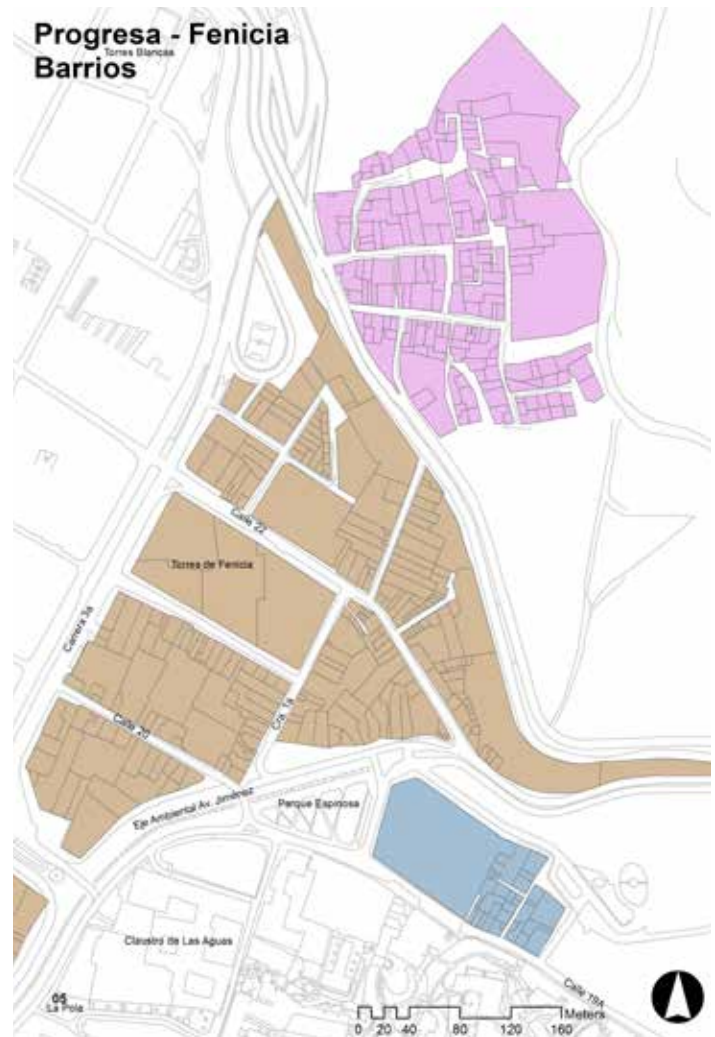 Progresa - Fenicia
Torres Blancas
Barrios
Calle 22
Torres de Fenicia
Carrera 3a
Cra. 1a
Calle 20
Eje Ambiental Av. Jiménez
Parque Espinosa
Claustro de Las Aguas
Calle 19A
05
La Pola
Meters
0 20 40 80 120 160